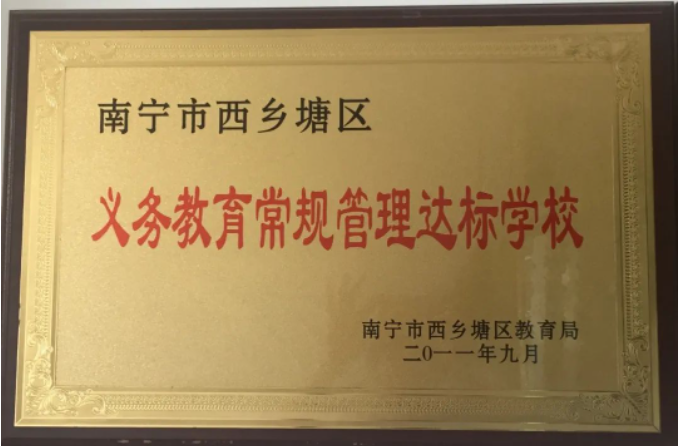 南宁市西乡塘区
义务教育常规管理达标学校
南宁市西乡塘区教育局
二0一一年九月